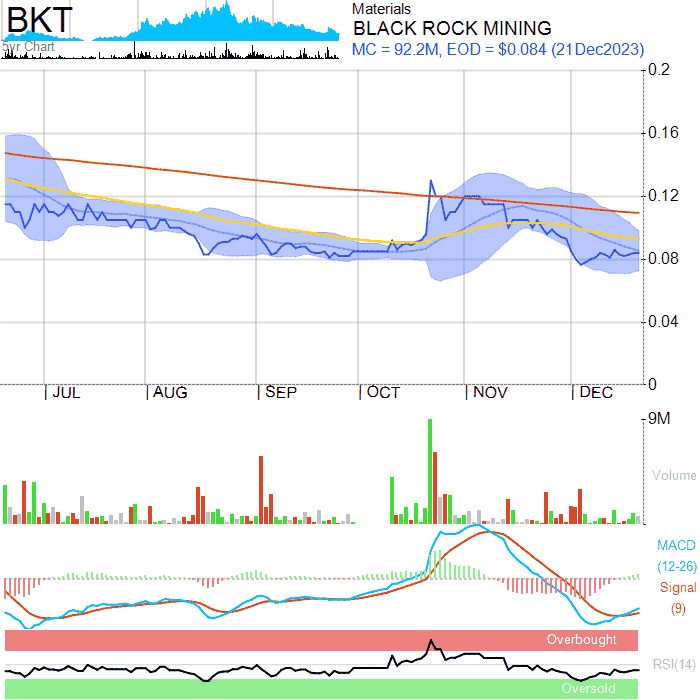 BKT
5yr Chart
Materials
BLACK ROCK MINING
MC = 92.2M, EOD = $0.084 (21Dec2023)
0.2
0.16
0.12
0.08
0.04
0
JUL AUG SEP OCT NOV DEC
9M
Volume
MACD
(12-26)
Signal
(9)
Overbought
RSI(14)
Oversold